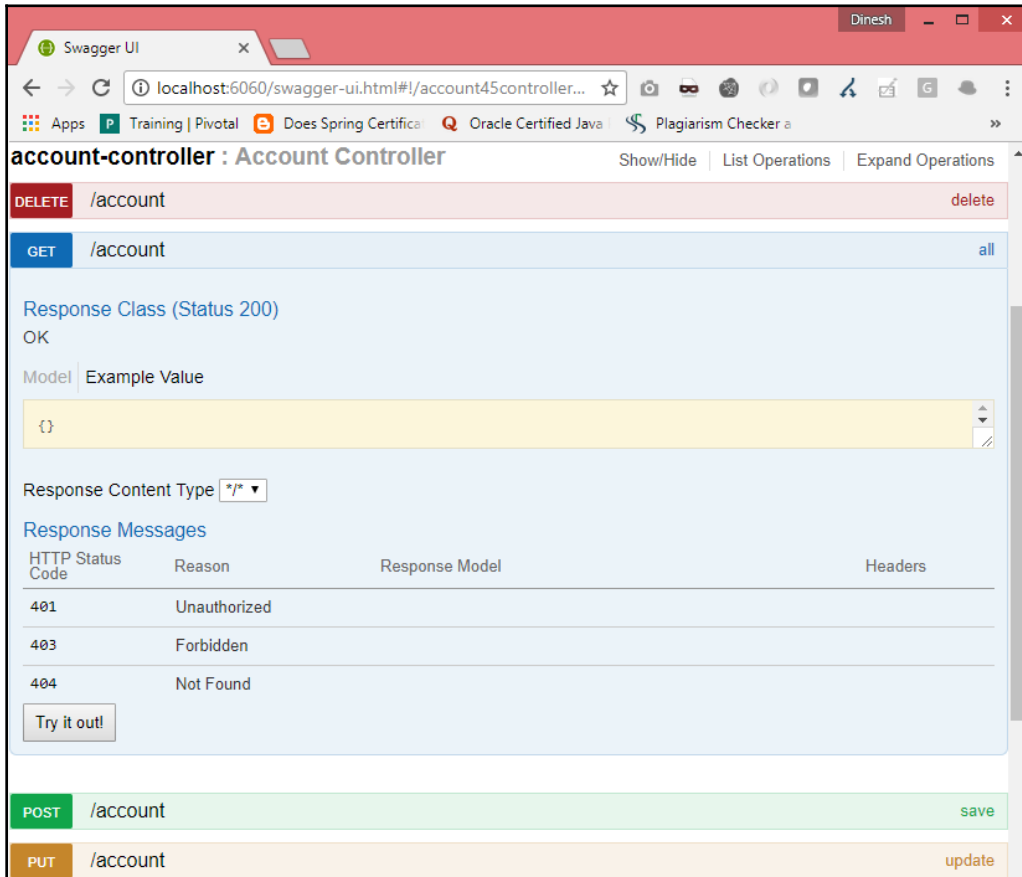 Dinesh
Swagger UI
localhost:6060/swagger-ui.html#!/account45controller...
Apps P Training | Pivotal Does Spring Certifica Q Oracle Certified Java Plagiarism Checker a »
account-controller : Account Controller Show/Hide List Operations Expand Operations
DELETE /account delete
GET /account all
Response Class (Status 200)
OK
Model Example Value
{}
Response Content Type */*
Response Messages
HTTP Status Code Reason Response Model Headers
401 Unauthorized
403 Forbidden
404 Not Found
Try it out!
POST /account save
PUT /account update